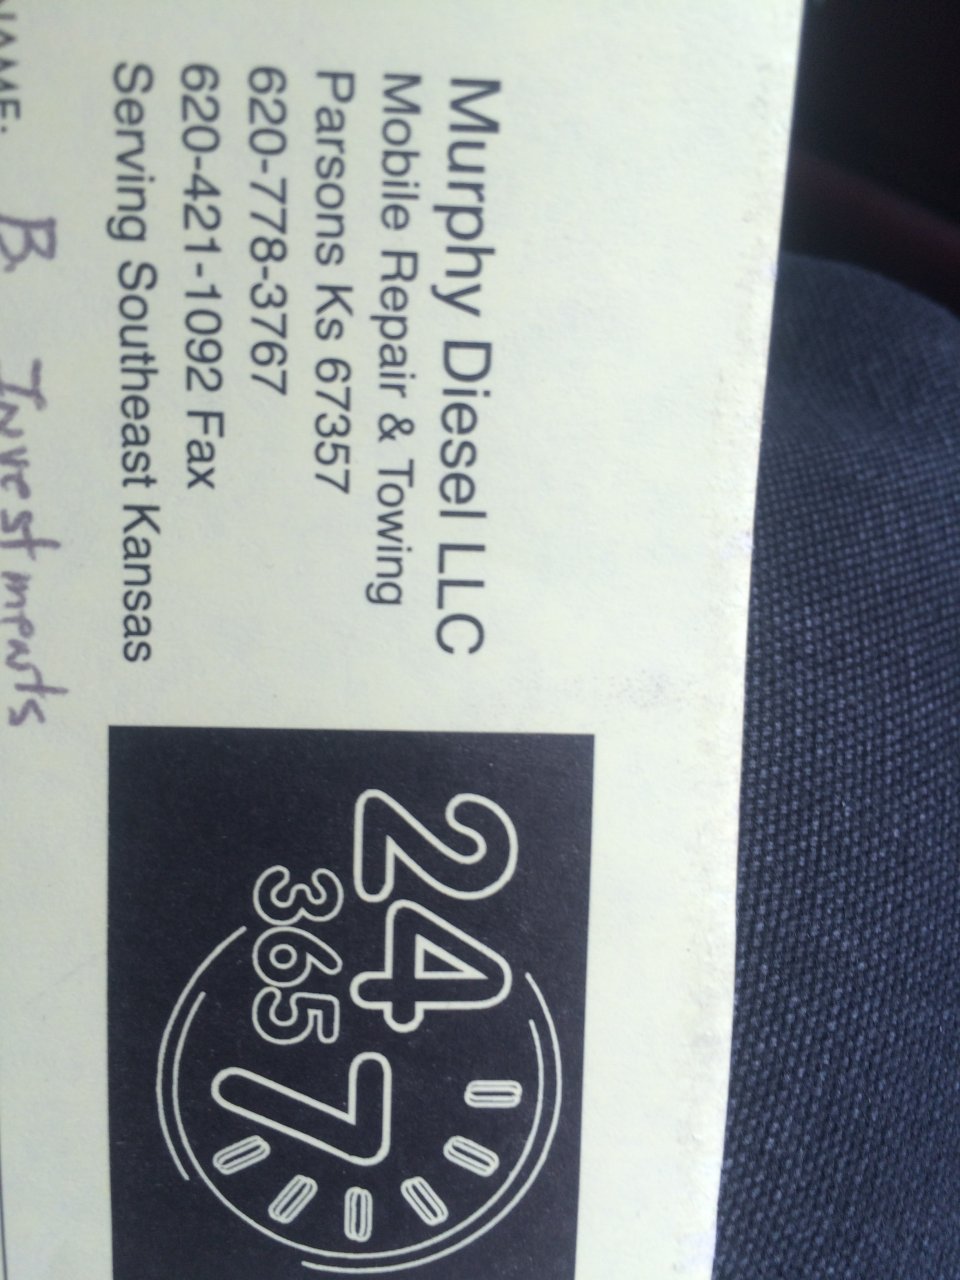 Murphy Diesel LLC
Mobile Repair & Towing
Parsons Ks 67357
620-778-3767
620-421-1092 Fax
Serving Southeast Kansas
24
7
365
NAME. B Investments